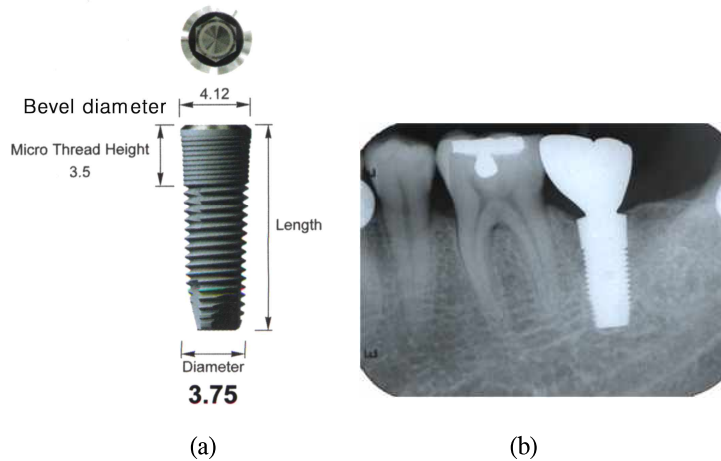 4.12
Bevel diameter
Micro Thread Height
3.5
Length
Diameter
3.75
E
(a)
(b)